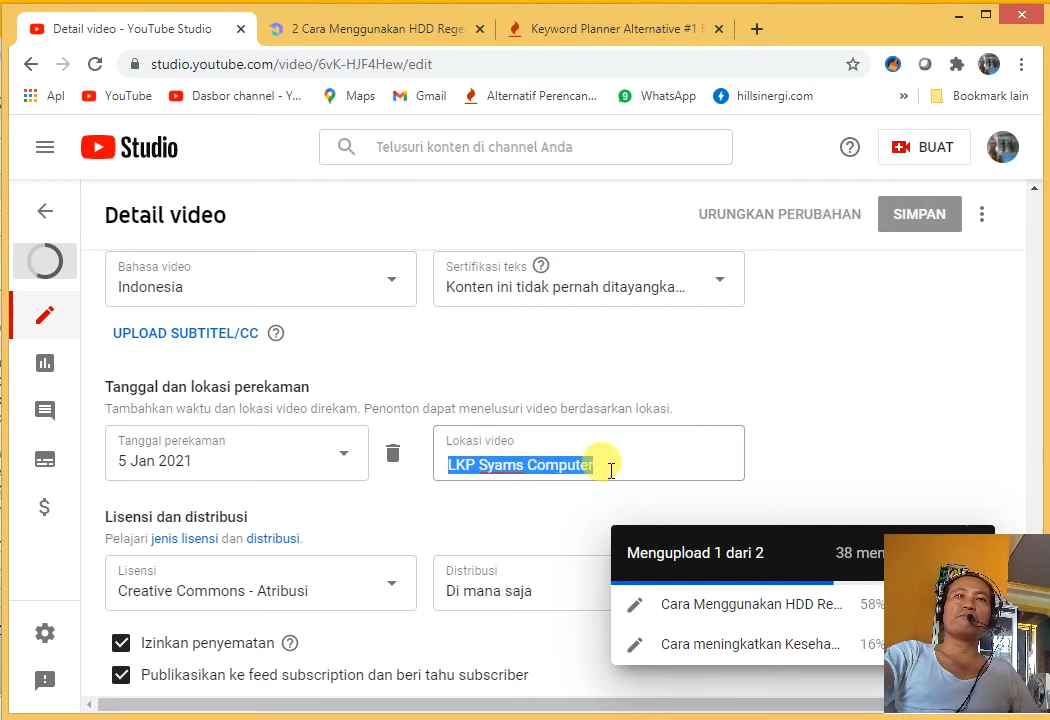 Detail video - YouTube Studio
2 Cara Menggunakan HDD Rege
Keyword Planner Alternative #1 F
studio.youtube.com/video/6vK-HJF4Hew/edit
Apl YouTube Dasbor channel - Y... Maps Gmail Alternatif Perencan... WhatsApp hillsinergi.com » Bookmark lain
Studio
Telusuri konten di channel Anda
BUAT
Detail video
URUNGKAN PERUBAHAN
SIMPAN
Bahasa video
Indonesia
Sertifikasi teks
Konten ini tidak pernah ditayangka...
UPLOAD SUBTITEL/CC
Tanggal dan lokasi perekaman
Tambahkan waktu dan lokasi video direkam. Penonton dapat menelusuri video berdasarkan lokasi.
Tanggal perekaman
5 Jan 2021
Lokasi video
LKP Syams Computer
Lisensi dan distribusi
Pelajari jenis lisensi dan distribusi.
Lisensi
Creative Commons - Atribusi
Distribusi
Di mana saja
Mengupload 1 dari 2
38 men
Cara Menggunakan HDD Re... 58%
Cara meningkatkan Keseha... 16%
Izinkan penyematan
Publikasikan ke feed subscription dan beri tahu subscriber